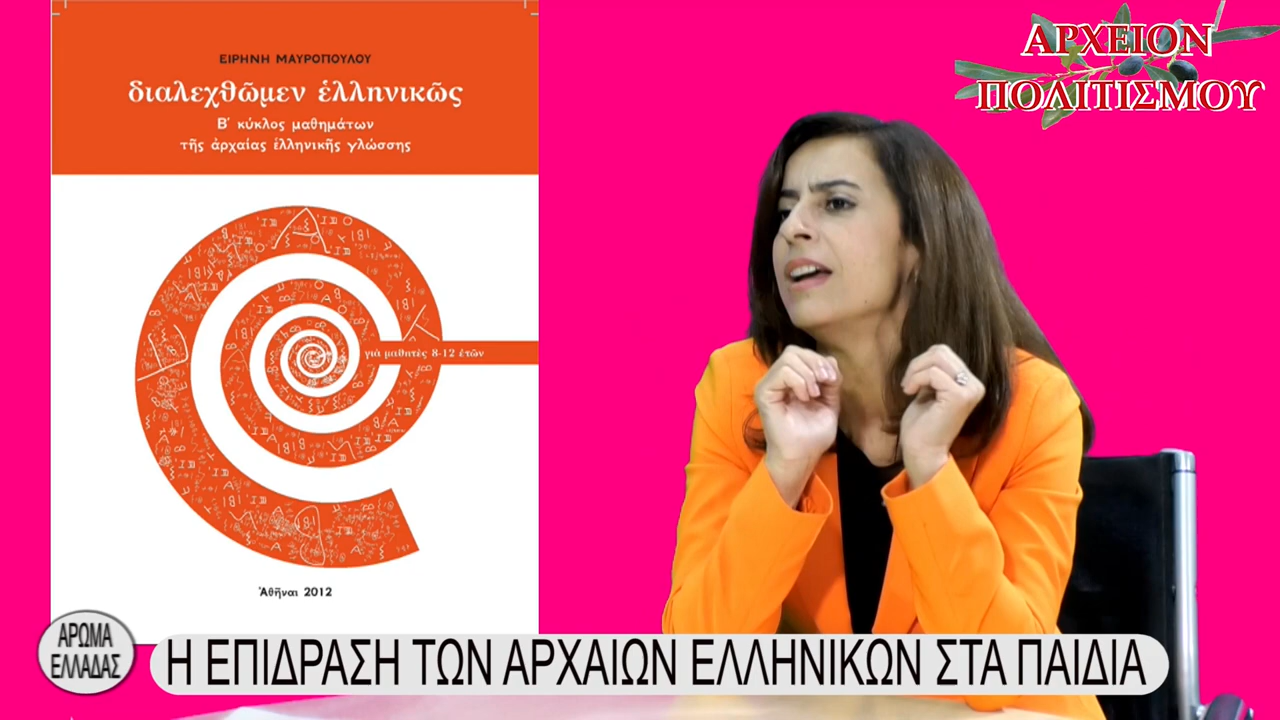 ΕΙΡΗΝΗ ΜΑΥΡΟΠΟΥΛΟΥ
διαλεχθῶμεν ἑλληνικῶς
Β΄ κύκλος μαθημάτων
τῆς ἀρχαίας ἑλληνικῆς γλώσσης
γιὰ μαθητὲς 8-12 ἐτῶν
Ἀθῆναι 2012
ΑΡΧΕΙΟΝ
ΠΟΛΙΤΙΣΜΟΥ
ΑΡΩΜΑ
ΕΛΛΑΔΑΣ
Η ΕΠΙΔΡΑΣΗ ΤΩΝ ΑΡΧΑΙΩΝ ΕΛΛΗΝΙΚΩΝ ΣΤΑ ΠΑΙΔΙΑ